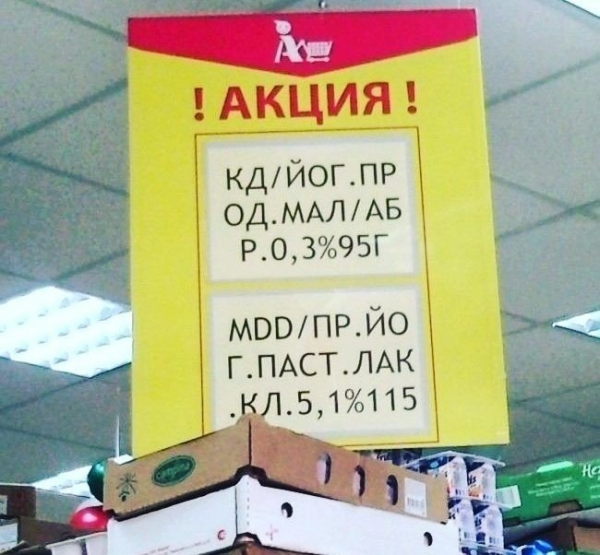 ! АКЦИЯ !
КД/ЙОГ.ПР
ОД.МАЛ/АБ
Р.0,3%95Г
MDD/ПР.ЙО
Г.ПАСТ.ЛАК
.КЛ.5,1%115
campina